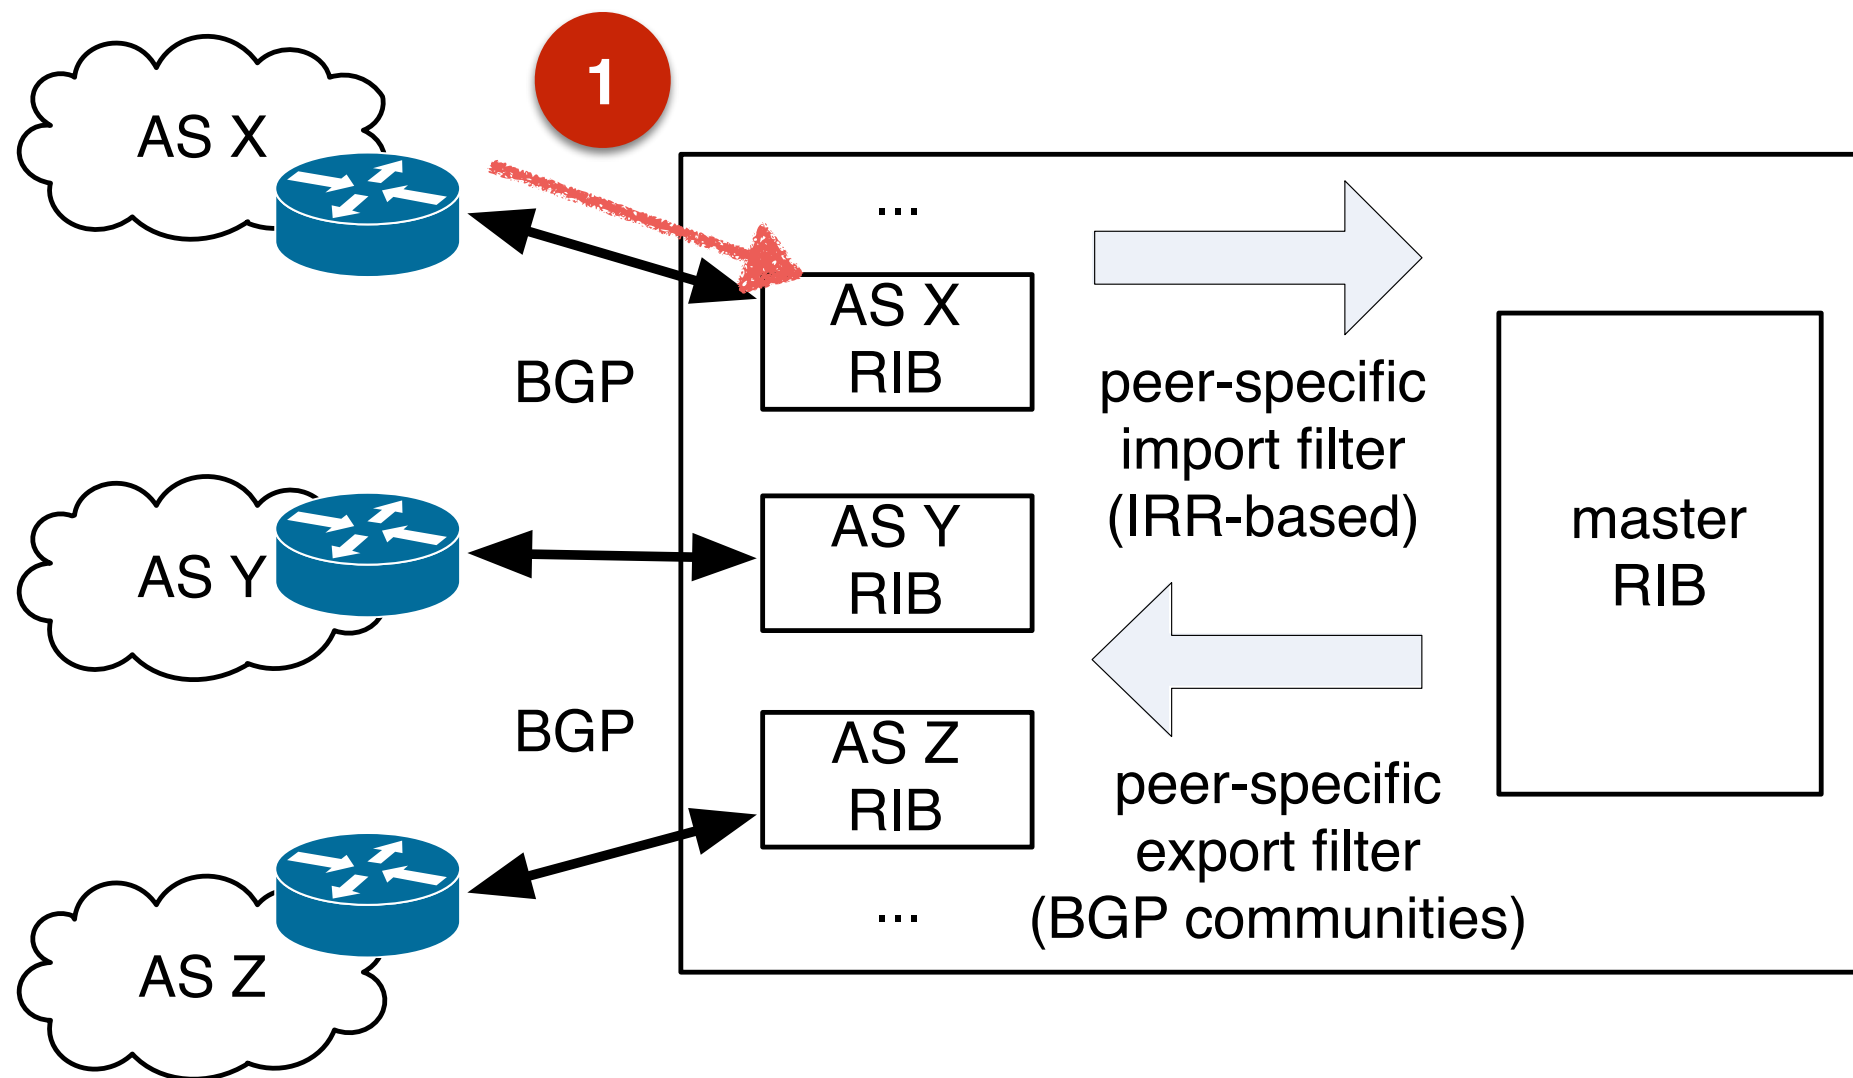 1
AS X
...
AS X
RIB
BGP
peer-specific
import filter
(IRR-based)
AS Y
AS Y
RIB
master
RIB
BGP
AS Z
RIB
peer-specific
export filter
(BGP communities)
...
AS Z